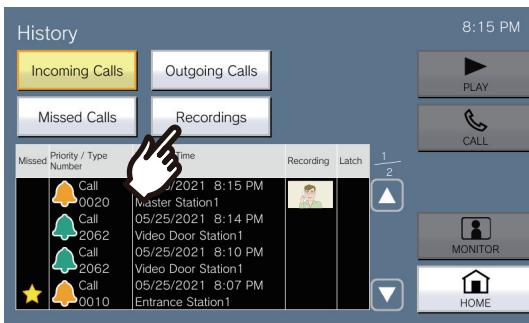 History
8:15 PM
Incoming Calls
Outgoing Calls
PLAY
Missed Calls
Recordings
CALL
Missed
Priority / Type
Number
Time
Recording
Latch
1
2
Call
/2021 8:15 PM
0020
Master Station1
Call
05/25/2021 8:14 PM
2062
Video Door Station1
Call
05/25/2021 8:10 PM
2062
Video Door Station1
Call
05/25/2021 8:07 PM
0010
Entrance Station1
MONITOR
HOME